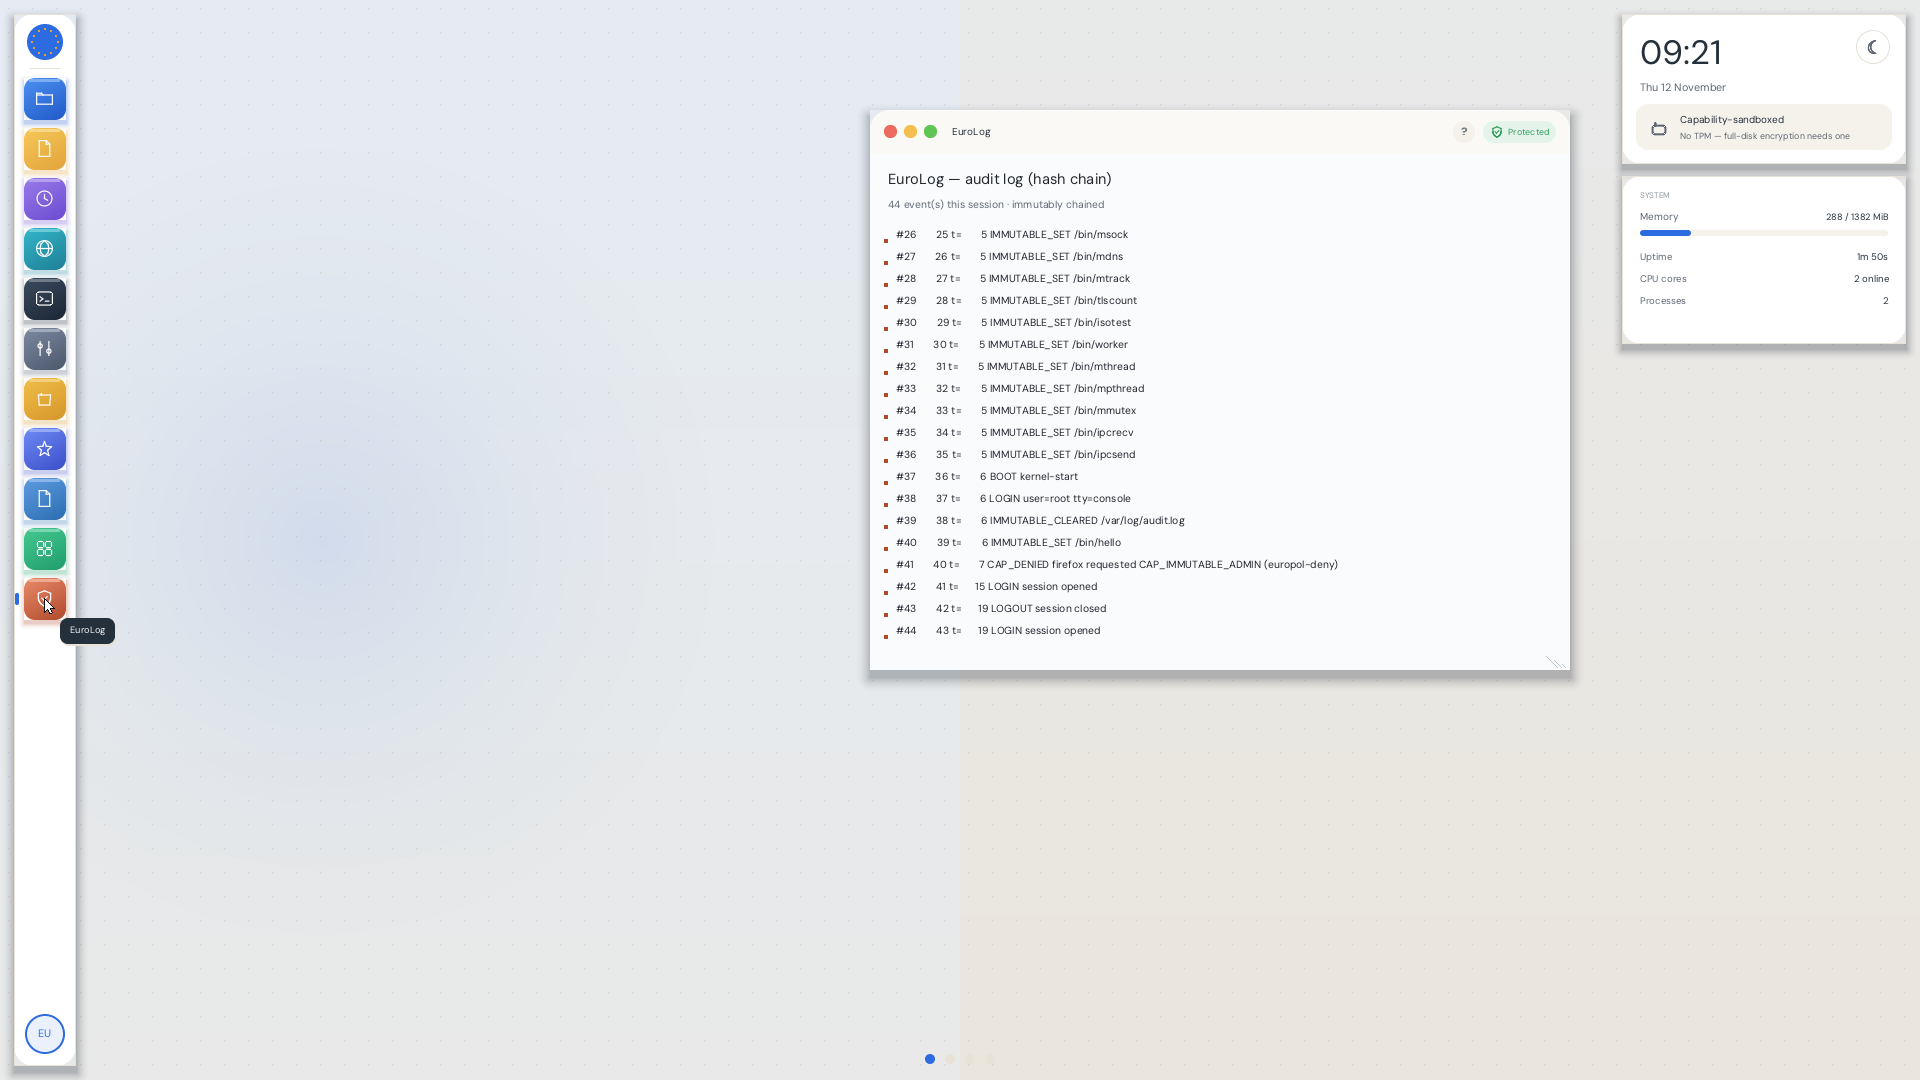 EuroLog
?
Protected
EuroLog — audit log (hash chain)
44 event(s) this session · immutably chained
#26 25 t= 5 IMMUTABLE_SET /bin/msock
#27 26 t= 5 IMMUTABLE_SET /bin/mdns
#28 27 t= 5 IMMUTABLE_SET /bin/mtrack
#29 28 t= 5 IMMUTABLE_SET /bin/tlscount
#30 29 t= 5 IMMUTABLE_SET /bin/isotest
#31 30 t= 5 IMMUTABLE_SET /bin/worker
#32 31 t= 5 IMMUTABLE_SET /bin/mthread
#33 32 t= 5 IMMUTABLE_SET /bin/mpthread
#34 33 t= 5 IMMUTABLE_SET /bin/mmutex
#35 34 t= 5 IMMUTABLE_SET /bin/ipcrecv
#36 35 t= 5 IMMUTABLE_SET /bin/ipcsend
#37 36 t= 6 BOOT kernel-start
#38 37 t= 6 LOGIN user=root tty=console
#39 38 t= 6 IMMUTABLE_CLEARED /var/log/audit.log
#40 39 t= 6 IMMUTABLE_SET /bin/hello
#41 40 t= 7 CAP_DENIED firefox requested CAP_IMMUTABLE_ADMIN (europol-deny)
#42 41 t= 15 LOGIN session opened
#43 42 t= 19 LOGOUT session closed
#44 43 t= 19 LOGIN session opened
09:21
Thu 12 November
Capability-sandboxed
No TPM — full-disk encryption needs one
SYSTEM
Memory 288 / 1382 MiB
Uptime 1m 50s
CPU cores 2 online
Processes 2
EuroLog
EU